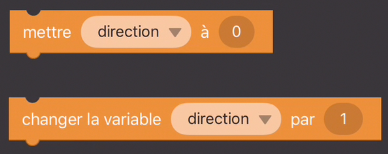 mettre direction à 0
changer la variable direction par 1